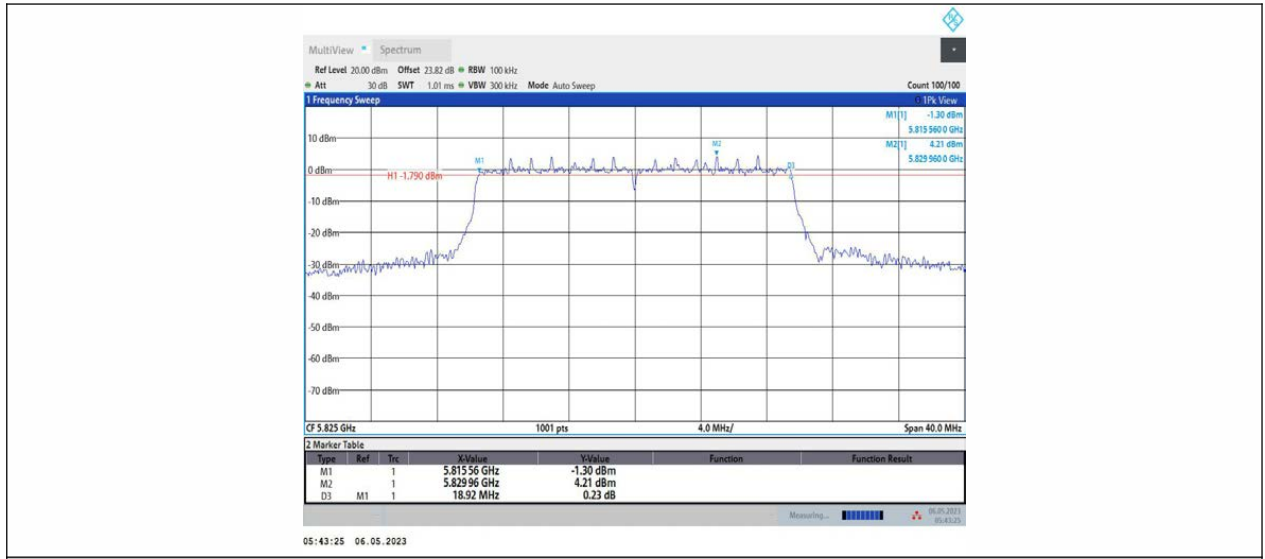 MultiView Spectrum
Ref Level 20.00 dBm Offset 23.82 dB RBW 100 kHz
Att 30 dB SWT 1.01 ms VBW 300 kHz Mode Auto Sweep Count 100/100
1 Frequency Sweep 1Pk View
M1[1] -1.30 dBm
5.815 560 0 GHz
10 dBm M2 M2[1] 4.21 dBm
5.829 960 0 GHz
M1 D3
0 dBm
H1 -1.790 dBm
-10 dBm
-20 dBm
-30 dBm
-40 dBm
-50 dBm
-60 dBm
-70 dBm
CF 5.825 GHz 1001 pts 4.0 MHz/ Span 40.0 MHz
2 Marker Table
Type Ref Trc X-Value Y-Value Function Function Result
M1 1 5.815 56 GHz -1.30 dBm
M2 1 5.829 96 GHz 4.21 dBm
D3 M1 1 18.92 MHz 0.23 dB
Measuring... 06.05.2023
05:43:25
05:43:25 06.05.2023